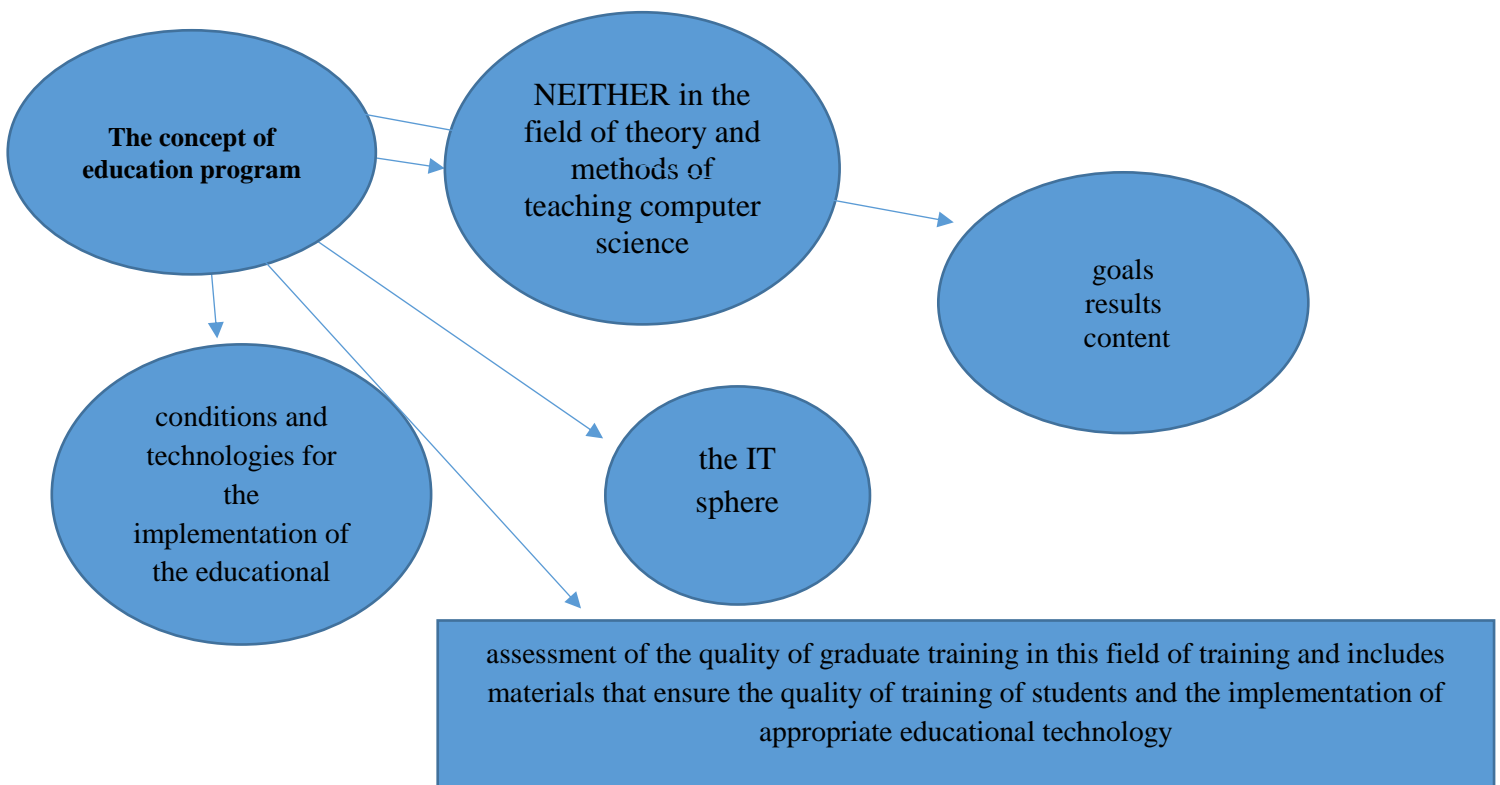 The concept of
education program
NEITHER in the
field of theory and
methods of
teaching computer
science
goals
results
content
conditions and
technologies for
the
implementation of
the educational
the IT
sphere
assessment of the quality of graduate training in this field of training and includes
materials that ensure the quality of training of students and the implementation of
appropriate educational technology